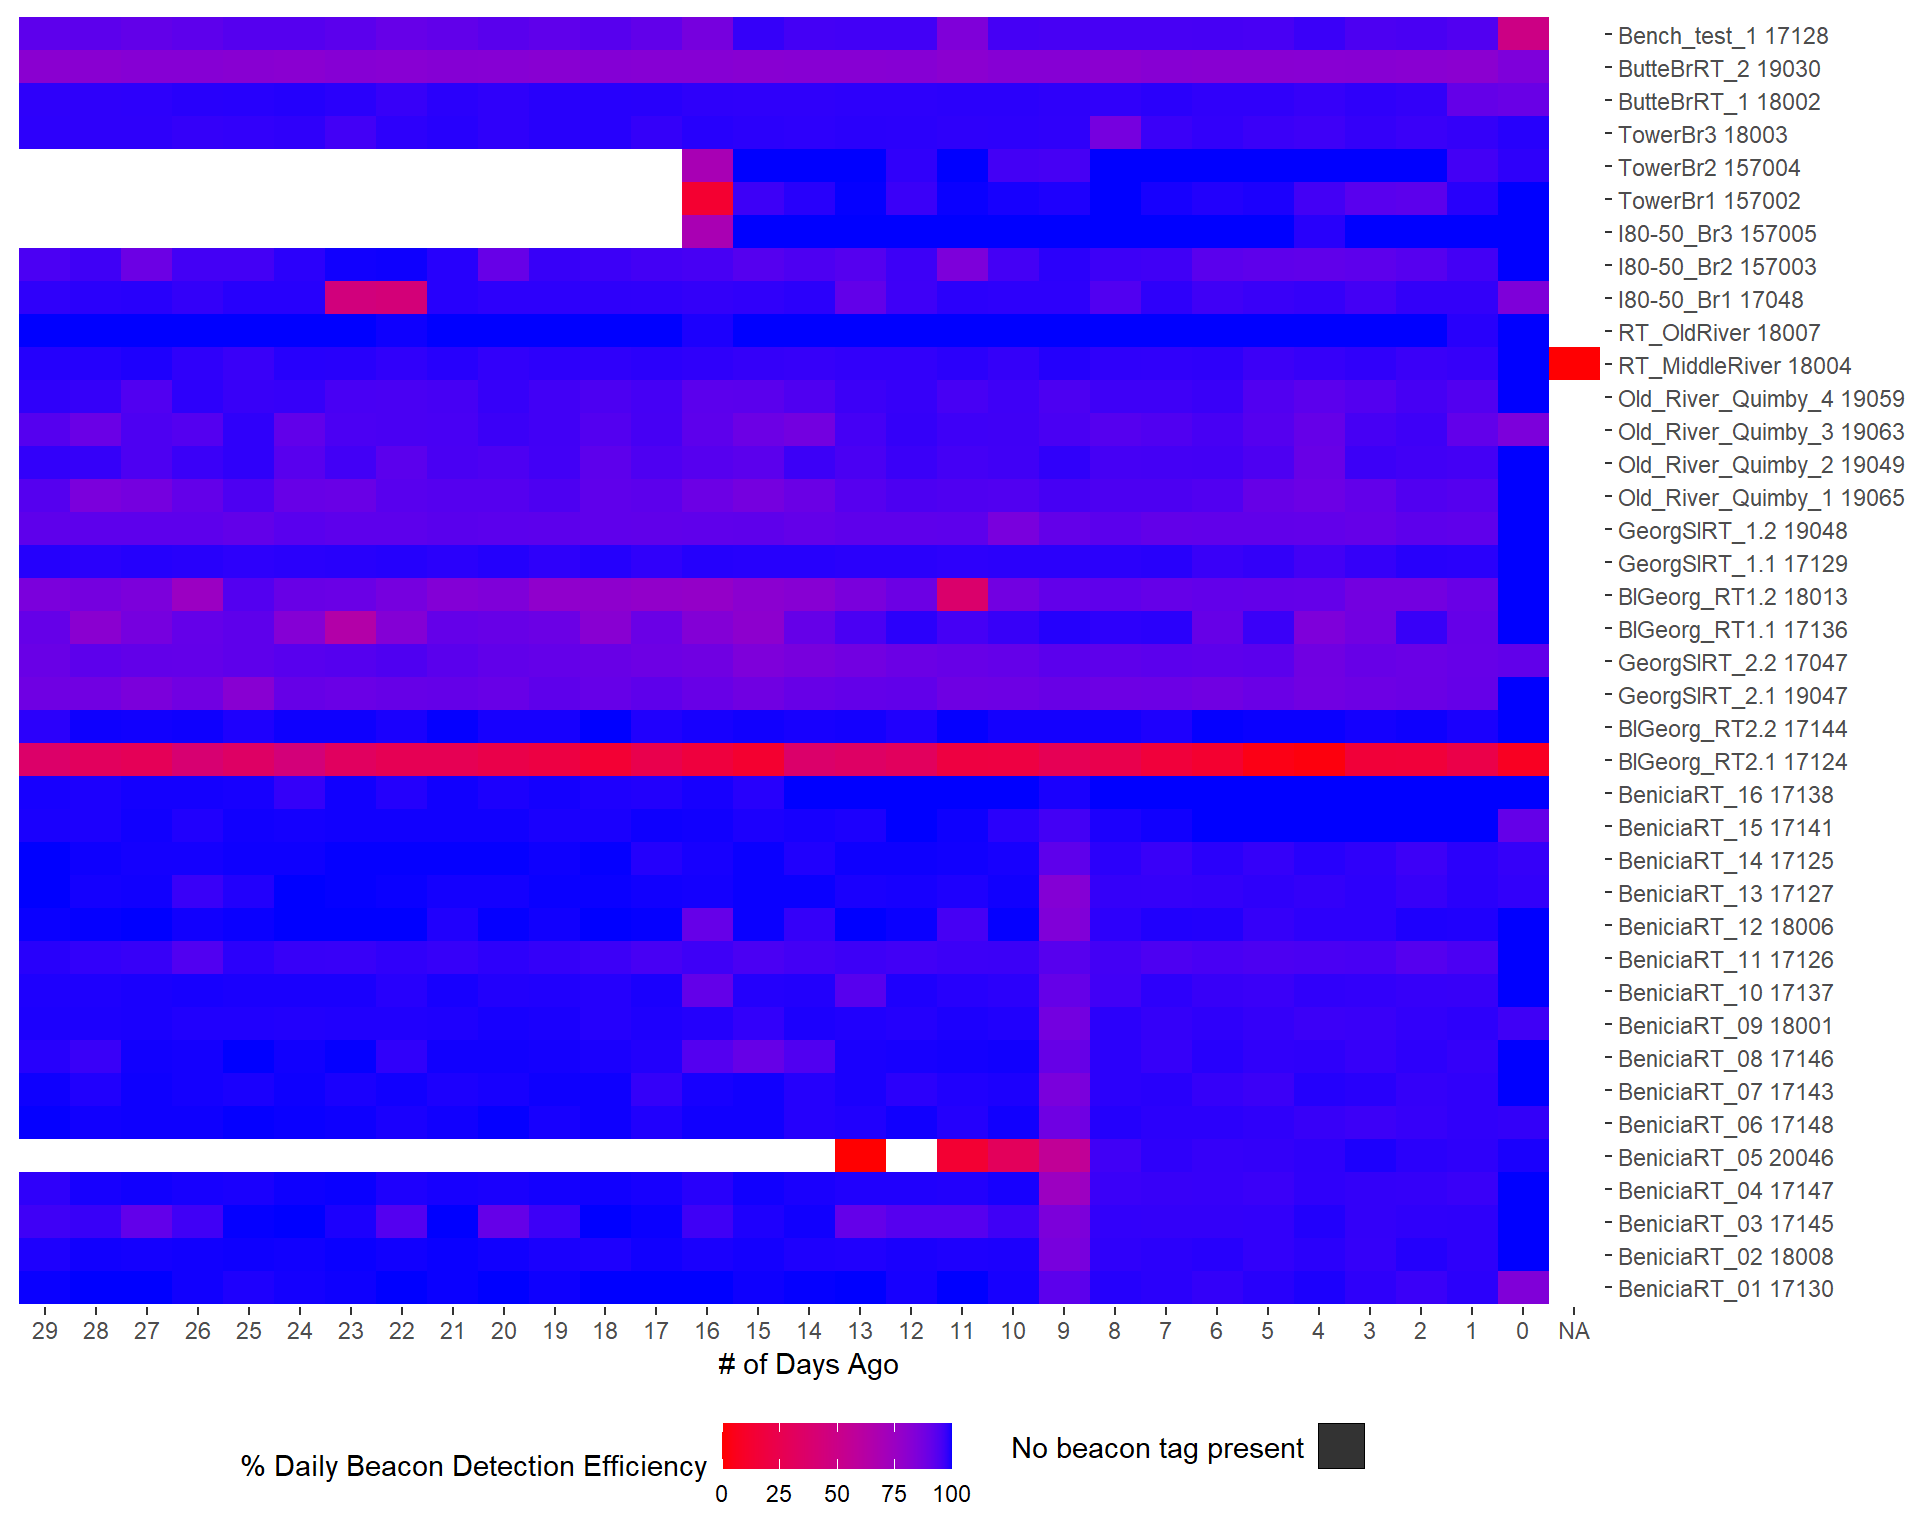 Bench_test_1 17128
ButteBrRT_2 19030
ButteBrRT_1 18002
TowerBr3 18003
TowerBr2 157004
TowerBr1 157002
I80-50_Br3 157005
I80-50_Br2 157003
I80-50_Br1 17048
RT_OldRiver 18007
RT_MiddleRiver 18004
Old_River_Quimby_4 19059
Old_River_Quimby_3 19063
Old_River_Quimby_2 19049
Old_River_Quimby_1 19065
GeorgSlRT_1.2 19048
GeorgSlRT_1.1 17129
BlGeorg_RT1.2 18013
BlGeorg_RT1.1 17136
GeorgSlRT_2.2 17047
GeorgSlRT_2.1 19047
BlGeorg_RT2.2 17144
BlGeorg_RT2.1 17124
BeniciaRT_16 17138
BeniciaRT_15 17141
BeniciaRT_14 17125
BeniciaRT_13 17127
BeniciaRT_12 18006
BeniciaRT_11 17126
BeniciaRT_10 17137
BeniciaRT_09 18001
BeniciaRT_08 17146
BeniciaRT_07 17143
BeniciaRT_06 17148
BeniciaRT_05 20046
BeniciaRT_04 17147
BeniciaRT_03 17145
BeniciaRT_02 18008
BeniciaRT_01 17130
29 28 27 26 25 24 23 22 21 20 19 18 17 16 15 14 13 12 11 10 9 8 7 6 5 4 3 2 1 0 NA
# of Days Ago
% Daily Beacon Detection Efficiency
0 25 50 75 100
No beacon tag present